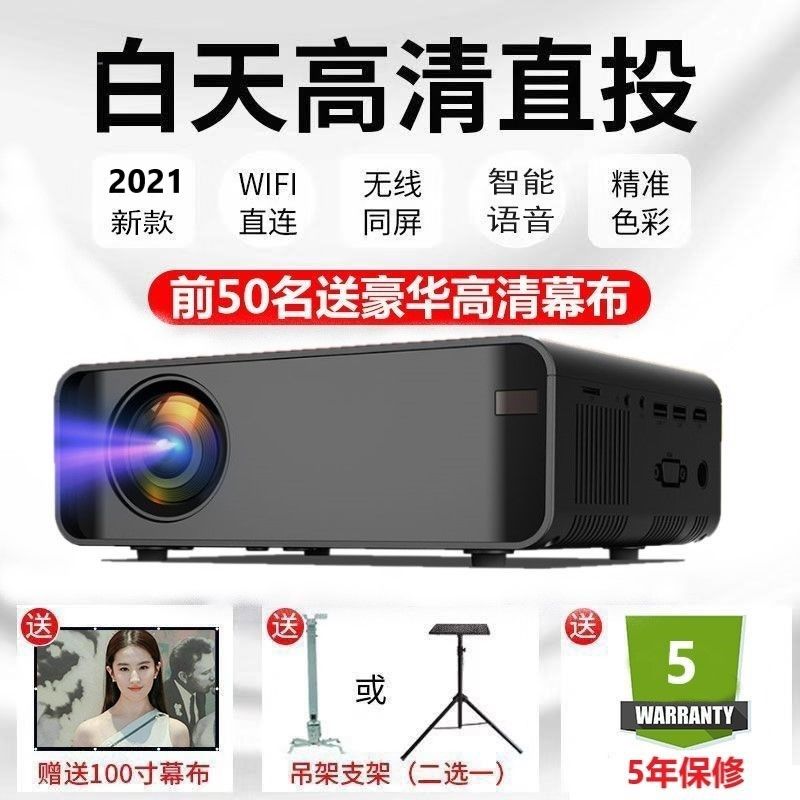 白天高清直投
2021
新款
WIFI
直连
无线
同屏
智能
语音
精准
色彩
前50名送豪华高清幕布
送
赠送100寸幕布
送
或
吊架支架（二选一）
送
5
WARRANTY
5年保修